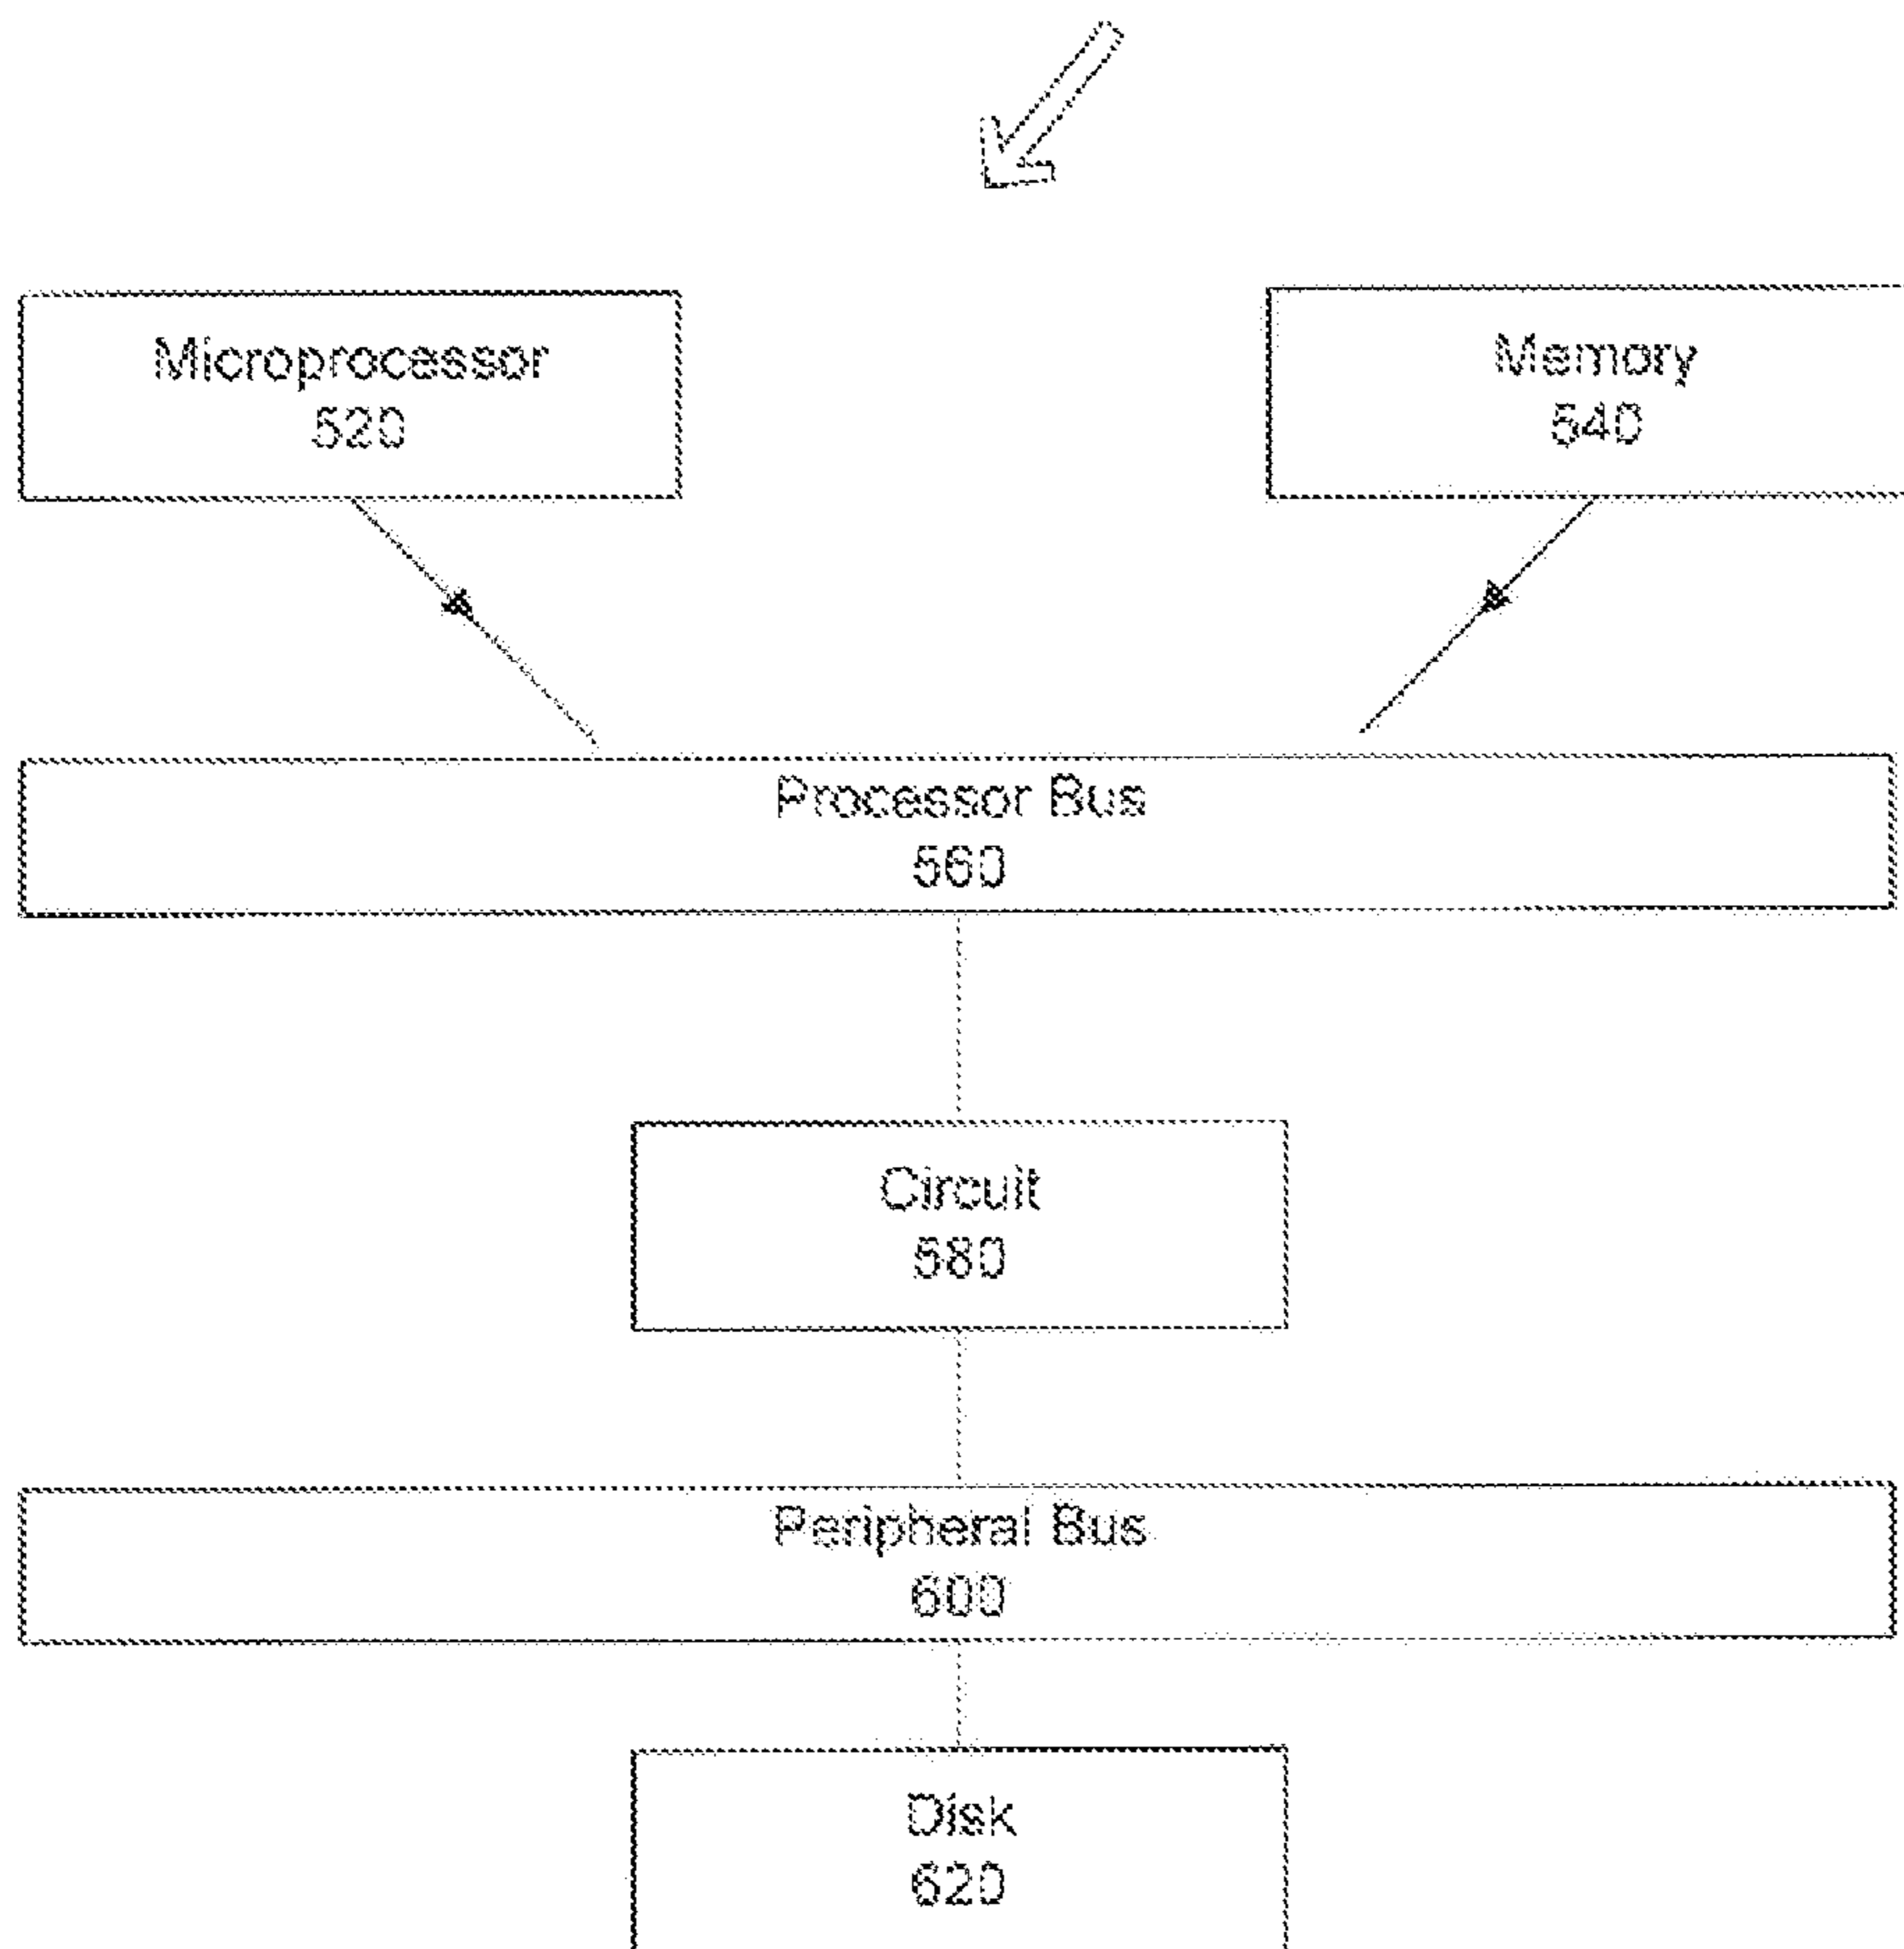 Microprocessor
520
Memory
540
Processor Bus
560
Circuit
580
Peripheral Bus
600
Disk
620